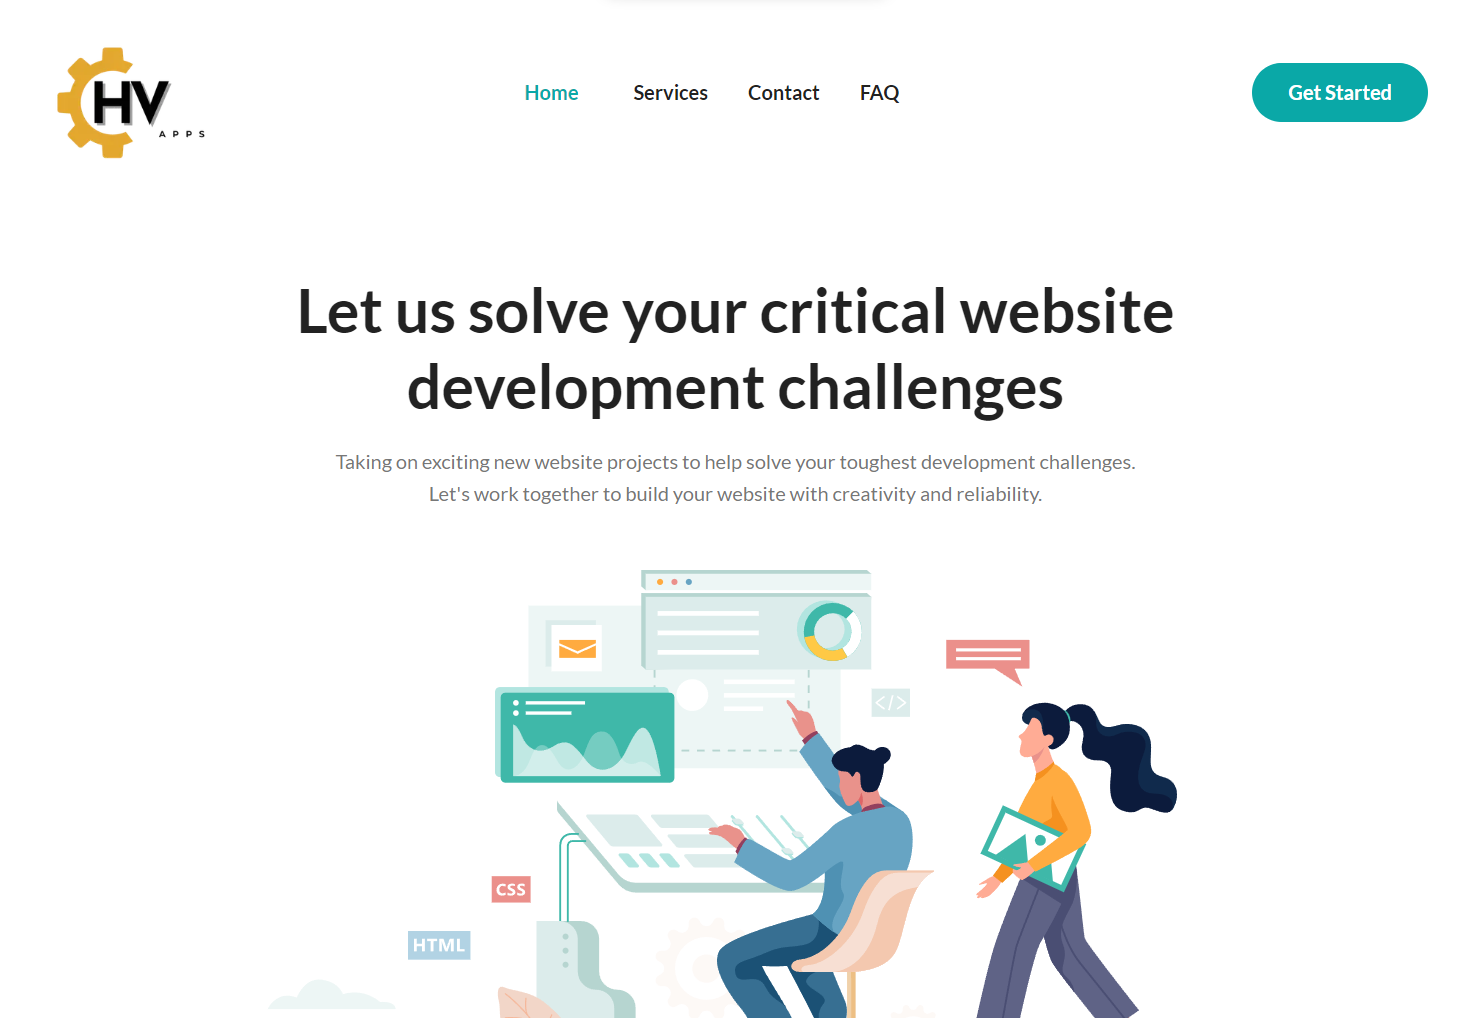 HV
APPS
Home Services Contact FAQ
Get Started
Let us solve your critical website
development challenges
Taking on exciting new website projects to help solve your toughest development challenges.
Let's work together to build your website with creativity and reliability.
</>
CSS
HTML